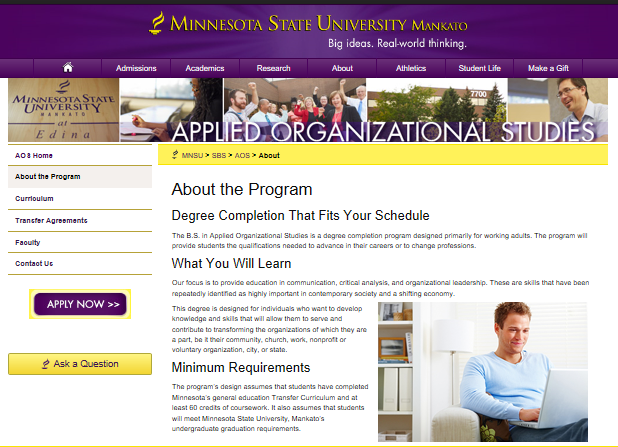 MINNESOTA STATE UNIVERSITY MANKATO
Big ideas. Real-world thinking.
Admissions Academics Research About Athletics Student Life Make a Gift
MINNESOTA STATE
UNIVERSITY
MANKATO
at
Edina
7700
APPLIED ORGANIZATIONAL STUDIES
AOS Home
About the Program
Curriculum
Transfer Agreements
Faculty
Contact Us
APPLY NOW >>
Ask a Question
MNSU > SBS > AOS > About
About the Program
Degree Completion That Fits Your Schedule
The B.S. in Applied Organizational Studies is a degree completion program designed primarily for working adults. The program will
provide students the qualifications needed to advance in their careers or to change professions.
What You Will Learn
Our focus is to provide education in communication, critical analysis, and organizational leadership. These are skills that have been
repeatedly identified as highly important in contemporary society and a shifting economy.
This degree is designed for individuals who want to develop
knowledge and skills that will allow them to serve and
contribute to transforming the organizations of which they are
a part, be it their community, church, work, nonprofit or
voluntary organization, city, or state.
Minimum Requirements
The program's design assumes that students have completed
Minnesota's general education Transfer Curriculum and at
least 60 credits of coursework. It also assumes that students
will meet Minnesota State University, Mankato's
undergraduate graduation requirements.